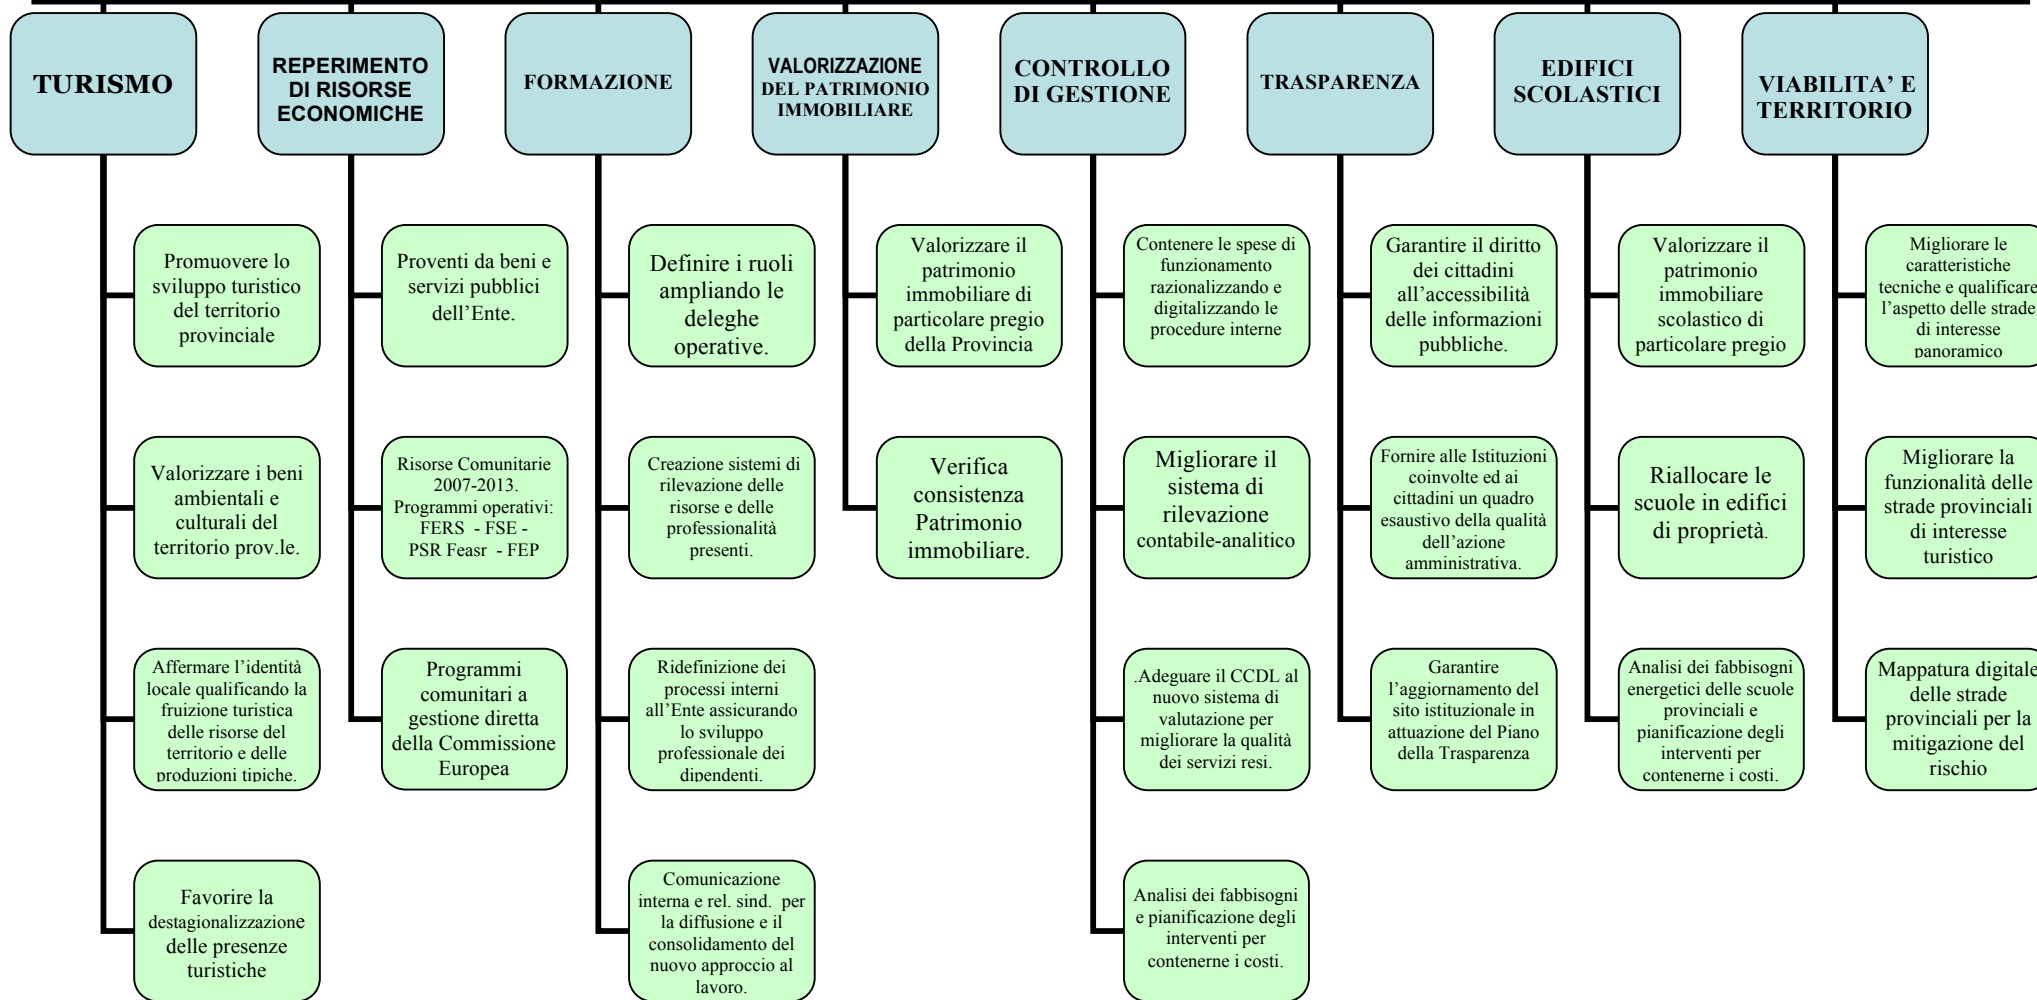 TURISMO
REPERIMENTO
DI RISORSE
ECONOMICHE
FORMAZIONE
VALORIZZAZIONE
DEL PATRIMONIO
IMMOBILIARE
CONTROLLO
DI GESTIONE
TRASPARENZA
EDIFICI
SCOLASTICI
VIABILITA’ E
TERRITORIO
Promuovere lo
sviluppo turistico
del territorio
provinciale
Proventi da beni e
servizi pubblici
dell’Ente.
Definire i ruoli
ampliando le
deleghe
operative.
Valorizzare il
patrimonio
immobiliare di
particolare pregio
della Provincia
Contenere le spese di
funzionamento
razionalizzando e
digitalizzando le
procedure interne
Garantire il diritto
dei cittadini
all’accessibilità
delle informazioni
pubbliche.
Valorizzare il
patrimonio
immobiliare
scolastico di
particolare pregio
Migliorare le
caratteristiche
tecniche e qualificare
l’aspetto delle strade
di interesse
panoramico
Valorizzare i beni
ambientali e
culturali del
territorio prov.le.
Risorse Comunitarie
2007-2013.
Programmi operativi:
FERS - FSE -
PSR Feasr - FEP
Creazione sistemi di
rilevazione delle
risorse e delle
professionalità
presenti.
Verifica
consistenza
Patrimonio
immobiliare.
Migliorare il
sistema di
rilevazione
contabile-analitico
Fornire alle Istituzioni
coinvolte ed ai
cittadini un quadro
esaustivo della qualità
dell’azione
amministrativa.
Riallocare le
scuole in edifici
di proprietà.
Migliorare la
funzionalità delle
strade provinciali
di interesse
turistico
Affermare l’identità
locale qualificando la
fruizione turistica
delle risorse del
territorio e delle
produzioni tipiche.
Programmi
comunitari a
gestione diretta
della Commissione
Europea
Ridefinizione dei
processi interni
all’Ente assicurando
lo sviluppo
professionale dei
dipendenti.
.Adeguare il CCDL al
nuovo sistema di
valutazione per
migliorare la qualità
dei servizi resi.
Garantire
l’aggiornamento del
sito istituzionale in
attuazione del Piano
della Trasparenza
Analisi dei fabbisogni
energetici delle scuole
provinciali e
pianificazione degli
interventi per
contenerne i costi.
Mappatura digitale
delle strade
provinciali per la
mitigazione del
rischio
Favorire la
destagionalizzazione
delle presenze
turistiche
Comunicazione
interna e rel. sind. per
la diffusione e il
consolidamento del
nuovo approccio al
lavoro.
Analisi dei fabbisogni
e pianificazione degli
interventi per
contenerne i costi.